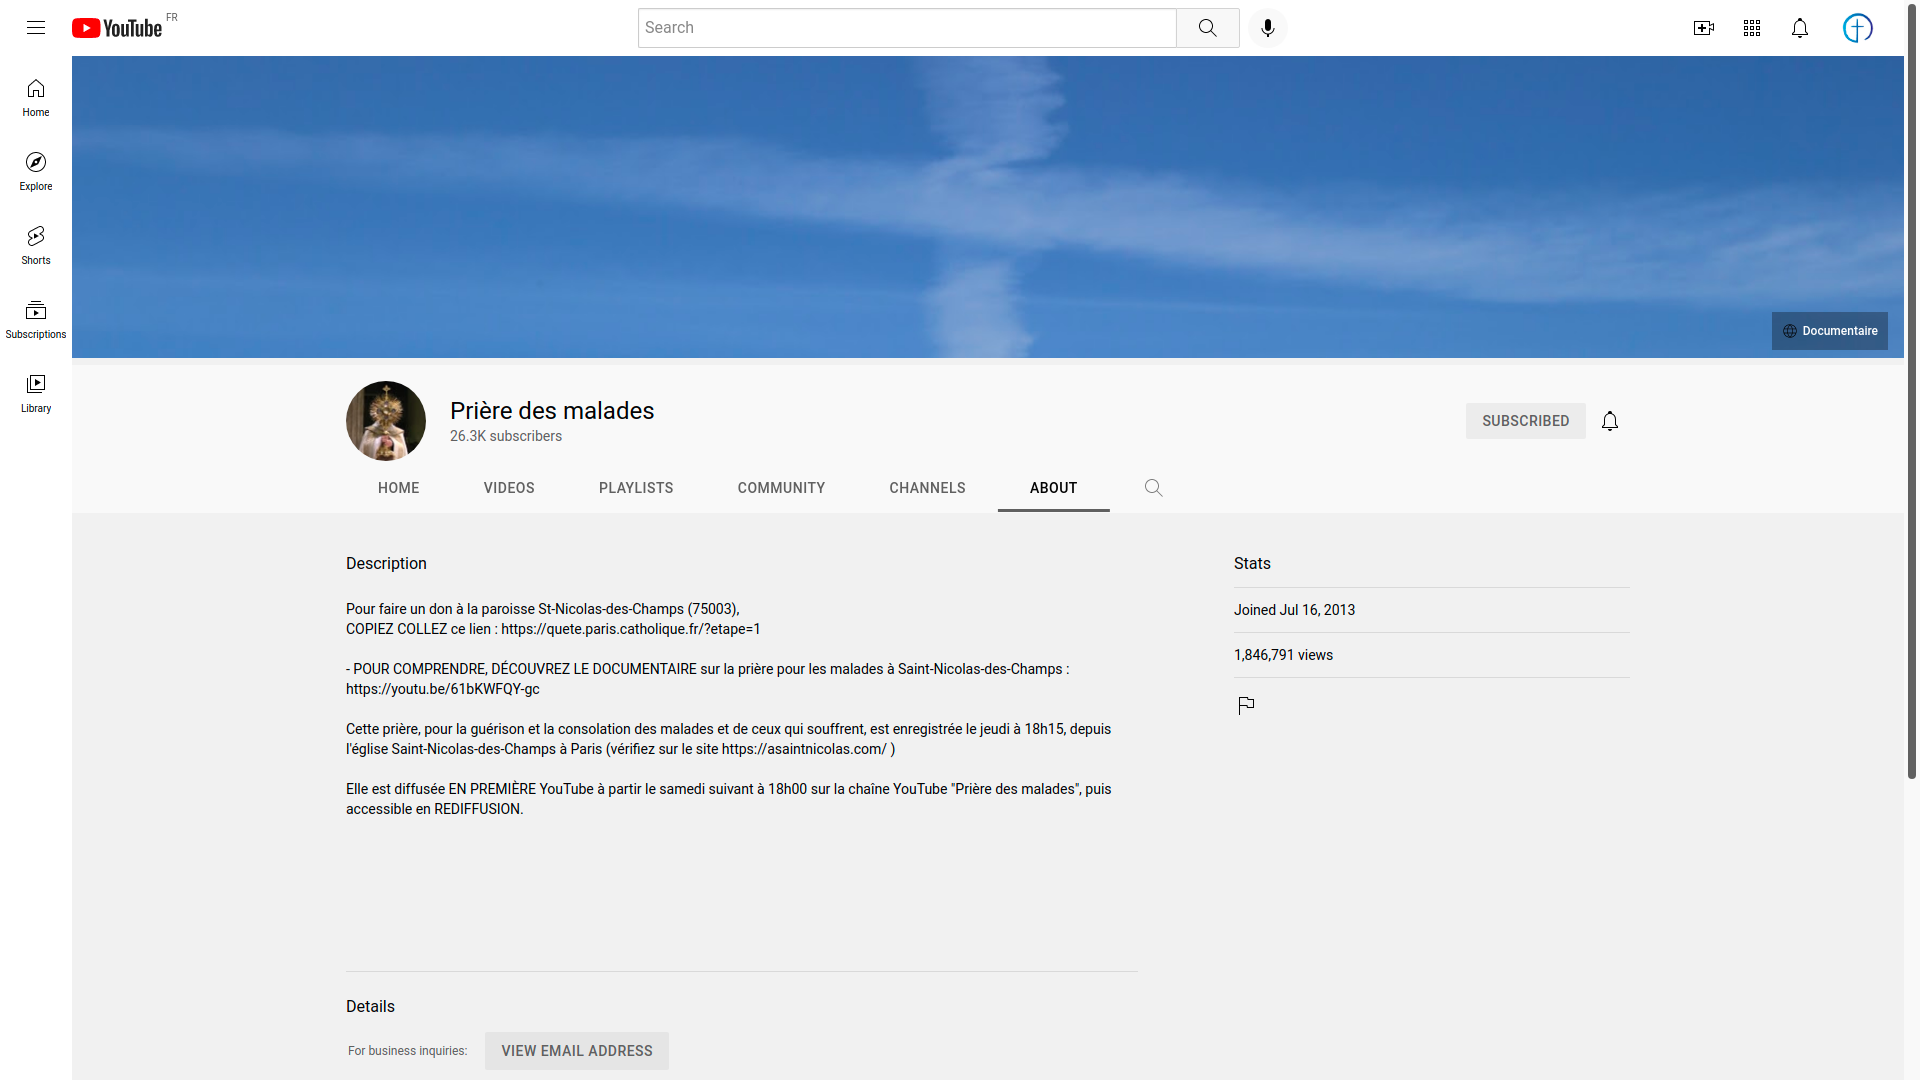 YouTube FR
Search
Home
Explore
Shorts
Subscriptions
Library
Documentaire
Prière des malades
26.3K subscribers
SUBSCRIBED
HOME VIDEOS PLAYLISTS COMMUNITY CHANNELS ABOUT
Description
Pour faire un don à la paroisse St-Nicolas-des-Champs (75003),
COPIEZ COLLEZ ce lien : https://quete.paris.catholique.fr/?etape=1
- POUR COMPRENDRE, DÉCOUVREZ LE DOCUMENTAIRE sur la prière pour les malades à Saint-Nicolas-des-Champs :
https://youtu.be/61bKWFQY-gc
Cette prière, pour la guérison et la consolation des malades et de ceux qui souffrent, est enregistrée le jeudi à 18h15, depuis
l'église Saint-Nicolas-des-Champs à Paris (vérifiez sur le site https://asaintnicolas.com/ )
Elle est diffusée EN PREMIÈRE YouTube à partir le samedi suivant à 18h00 sur la chaîne YouTube "Prière des malades", puis
accessible en REDIFFUSION.
Stats
Joined Jul 16, 2013
1,846,791 views
Details
For business inquiries: VIEW EMAIL ADDRESS